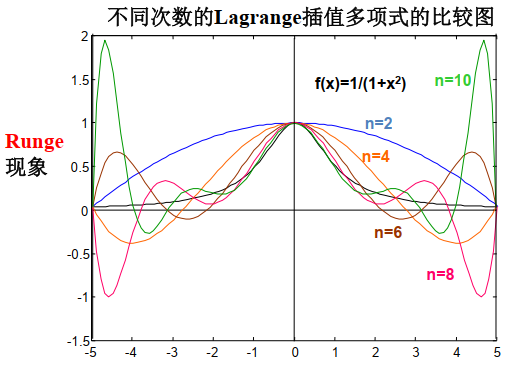 不同次数的Lagrange插值多项式的比较图
f(x)=1/(1+x²)
n=10
n=2
n=4
n=6
n=8
Runge
现象
2
1.5
1
0.5
0
-0.5
-1
-1.5
-5 -4 -3 -2 -1 0 1 2 3 4 5